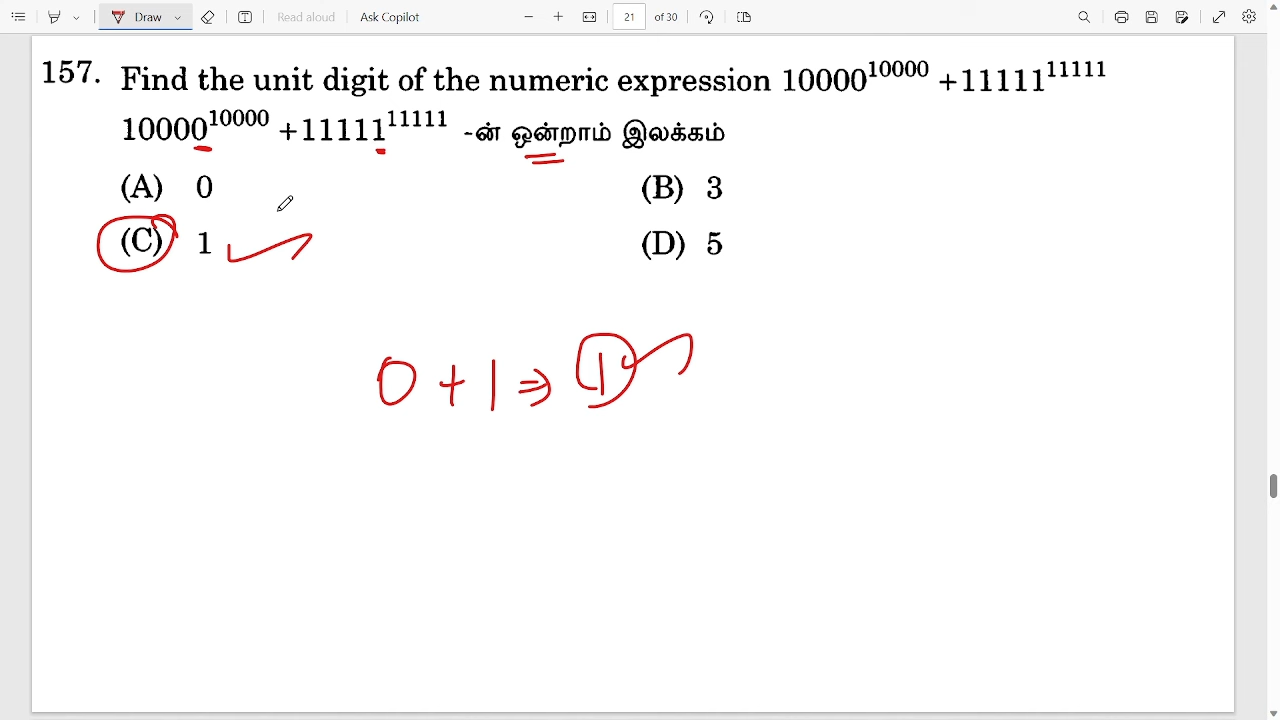 Draw Read aloud Ask Copilot 21 of 30
157. Find the unit digit of the numeric expression 10000^10000 +11111^11111
10000^10000 +11111^11111 -ன் ஒன்றாம் இலக்கம்
(A) 0 (B) 3
(C) 1 (D) 5
0 + 1 ⇒ 1